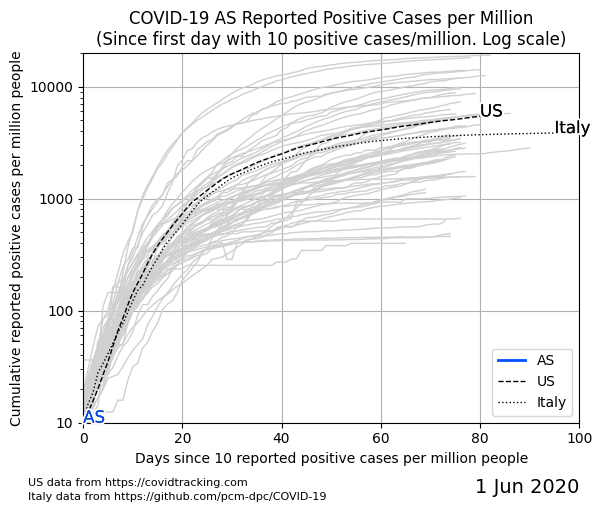 COVID-19 AS Reported Positive Cases per Million
(Since first day with 10 positive cases/million. Log scale)
Cumulative reported positive cases per million people
10000
1000
100
10
US
Italy
AS
AS
US
Italy
0 20 40 60 80 100
Days since 10 reported positive cases per million people
US data from https://covidtracking.com
Italy data from https://github.com/pcm-dpc/COVID-19
1 Jun 2020